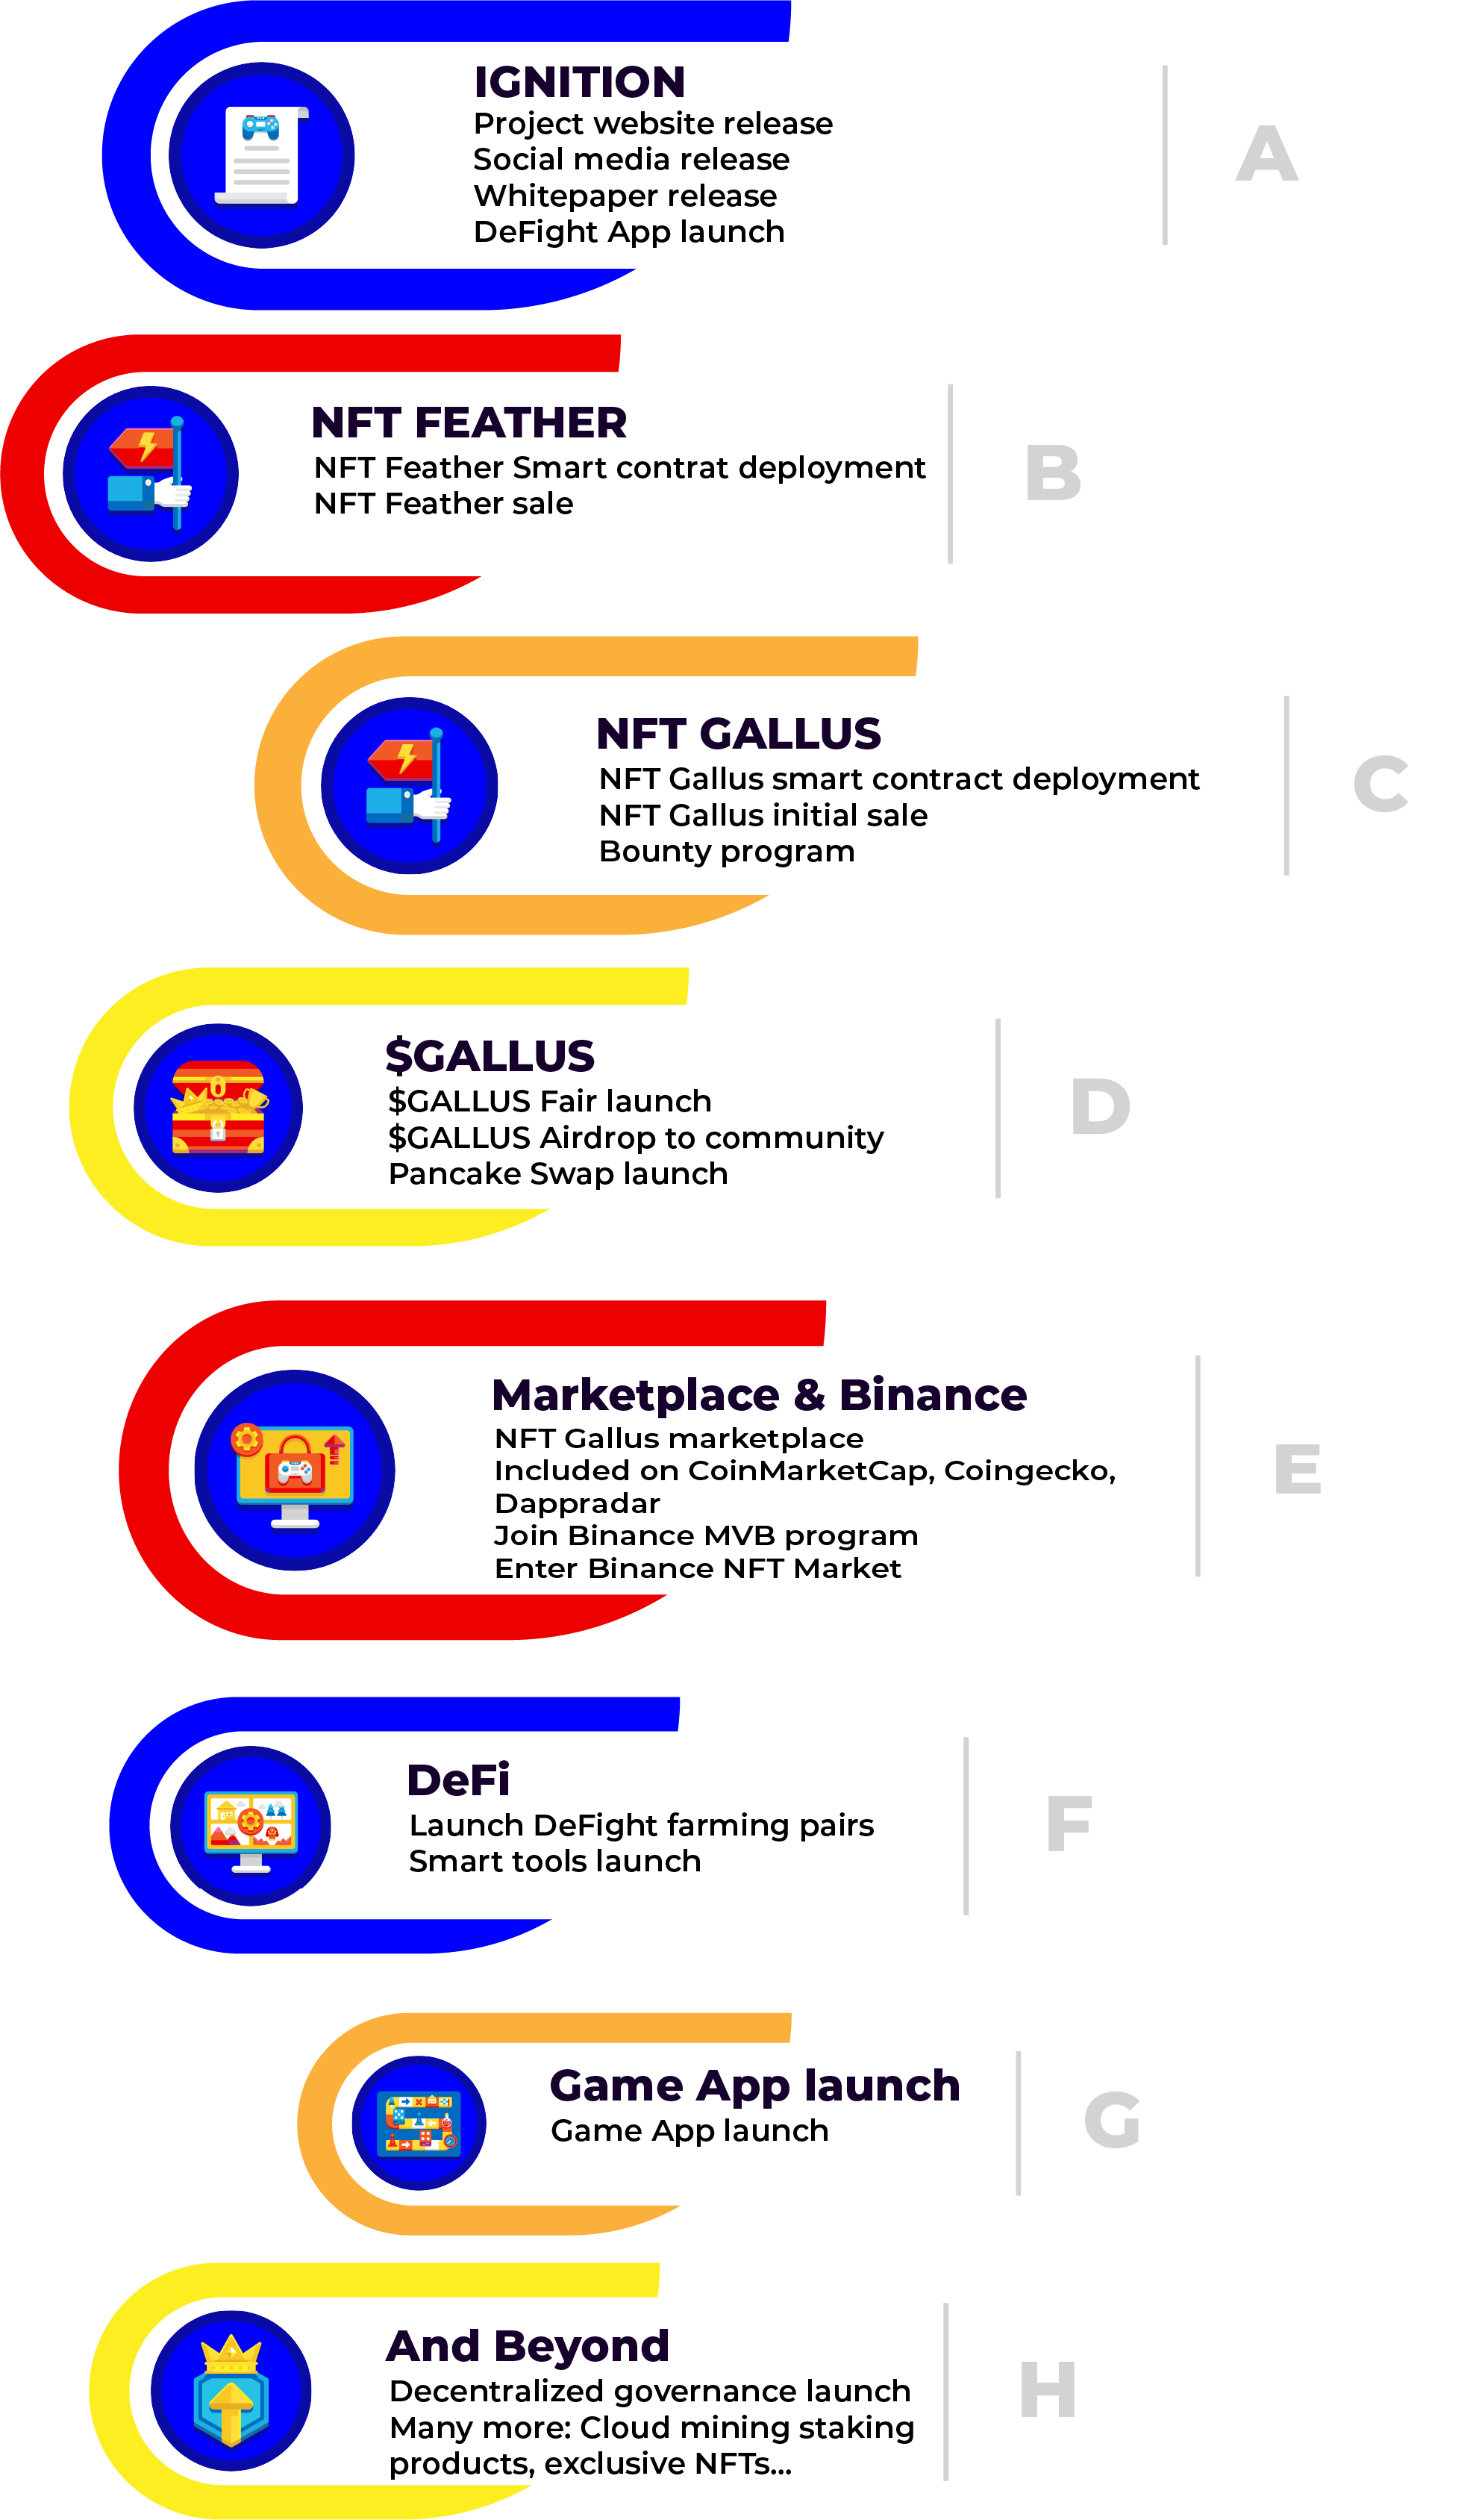 IGNITION
Project website release
Social media release
Whitepaper release
DeFight App launch
A
NFT FEATHER
NFT Feather Smart contrat deployment
NFT Feather sale
B
NFT GALLUS
NFT Gallus smart contract deployment
NFT Gallus initial sale
Bounty program
C
$GALLUS
$GALLUS Fair launch
$GALLUS Airdrop to community
Pancake Swap launch
D
Marketplace & Binance
NFT Gallus marketplace
Included on CoinMarketCap, Coingecko,
Dappradar
Join Binance MVB program
Enter Binance NFT Market
E
DeFi
Launch DeFight farming pairs
Smart tools launch
F
Game App launch
Game App launch
G
And Beyond
Decentralized governance launch
Many more: Cloud mining staking
products, exclusive NFTs...
H